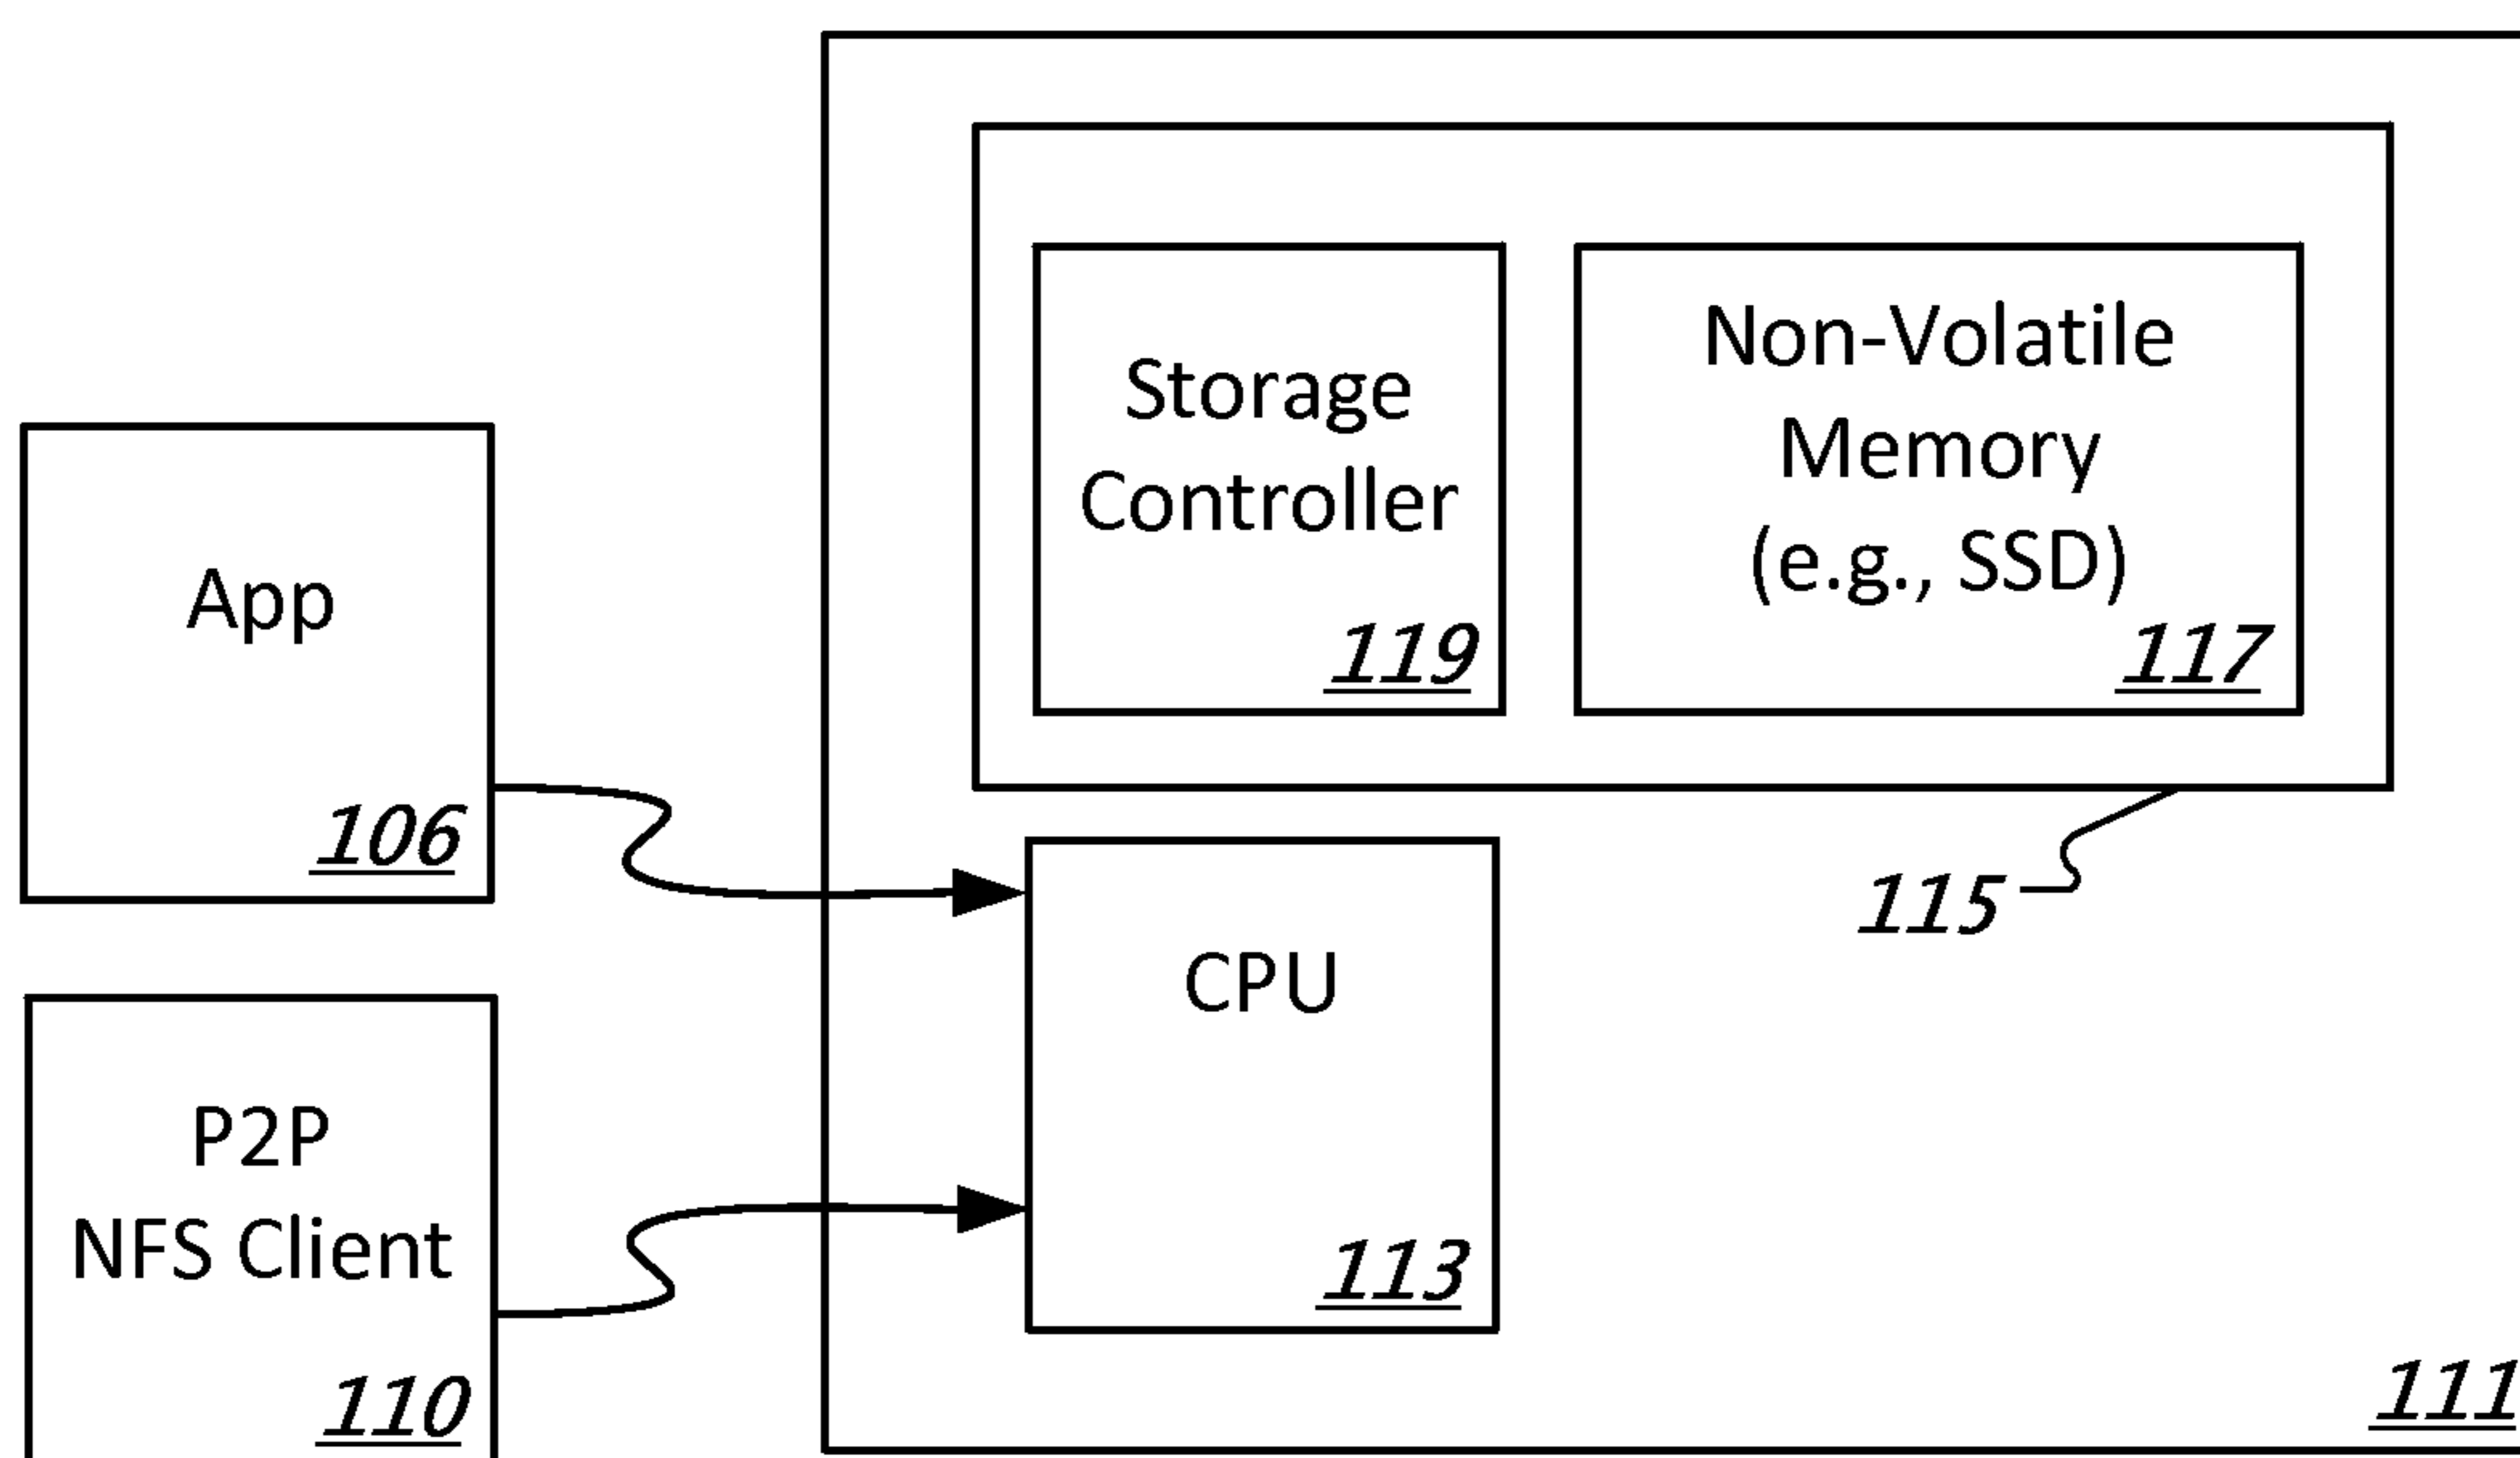 Storage
Controller
119
Non-Volatile
Memory
(e.g., SSD)
117
115
App
106
CPU
113
P2P
NFS Client
110
111